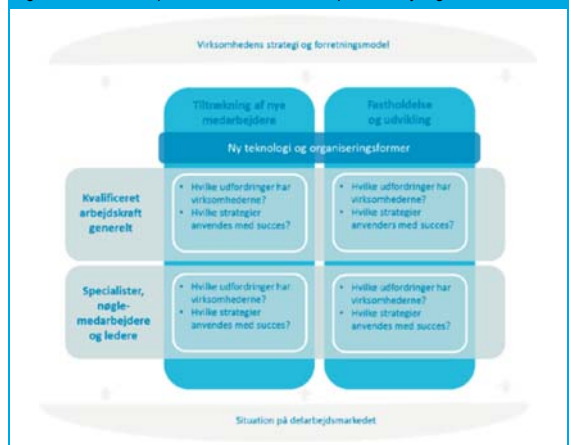 Virksomhedens strategi og forretningsmodel
Tiltrækning af nye
medarbejdere
Fastholdelse
og udvikling
Ny teknologi og organiseringsformer
Kvalificeret
arbejdskraft
generelt
• Hvilke udfordringer har
virksomhederne?
• Hvilke strategier
anvendes med succes?
• Hvilke udfordringer har
virksomhederne?
• Hvilke strategier
anvenders med succes?
Specialister,
nøgle-
medarbejdere
og ledere
• Hvilke udfordringer har
virksomhederne?
• Hvilke strategier
anvendes med succes?
• Hvilke udfordringer har
virksomhederne?
• Hvilke strategier
anvendes med succes?
Situation på delarbejdsmarkedet